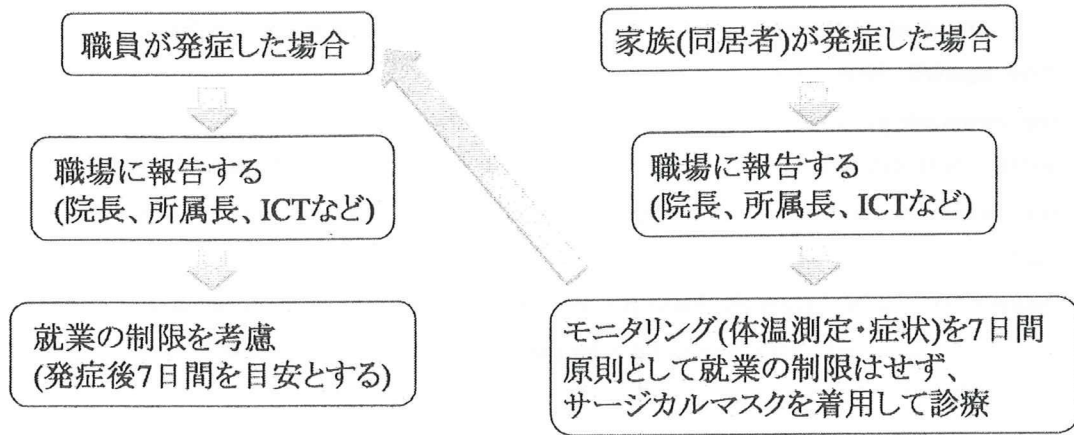 職員が発症した場合
職場に報告する
(院長、所属長、ICTなど)
就業の制限を考慮
(発症後7日間を目安とする)
家族(同居者)が発症した場合
職場に報告する
(院長、所属長、ICTなど)
モニタリング(体温測定・症状)を7日間
原則として就業の制限はせず、
サージカルマスクを着用して診療